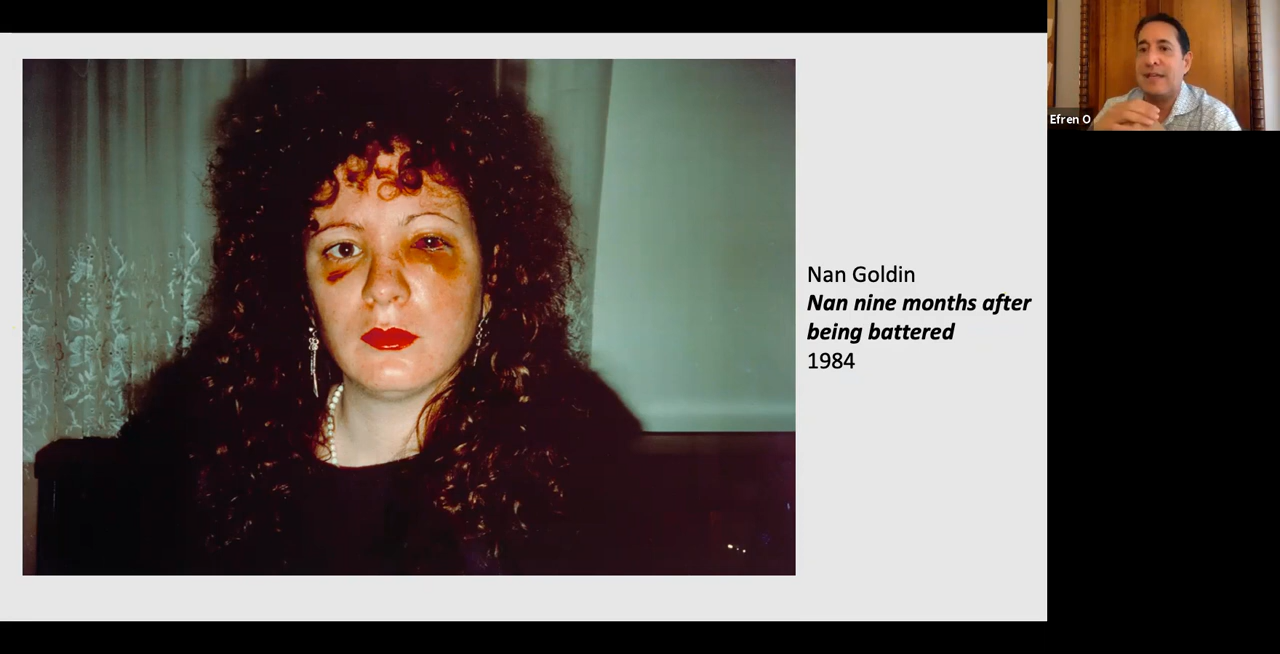 Efren O
Nan Goldin
Nan nine months after
being battered
1984